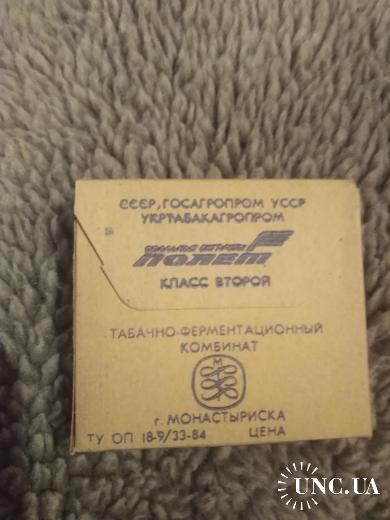 СССР, ГОСАГРОПРОМ УССР
УКРТАБАКАГРОПРОМ
ПОЛЕТ
КЛАСС ВТОРОЙ
ТАБАЧНО-ФЕРМЕНТАЦИОННЫЙ
КОМБИНАТ
М
г. МОНАСТЫРИСКА
ТУ ОП 18-9/33-84 ЦЕНА
UNC.UA